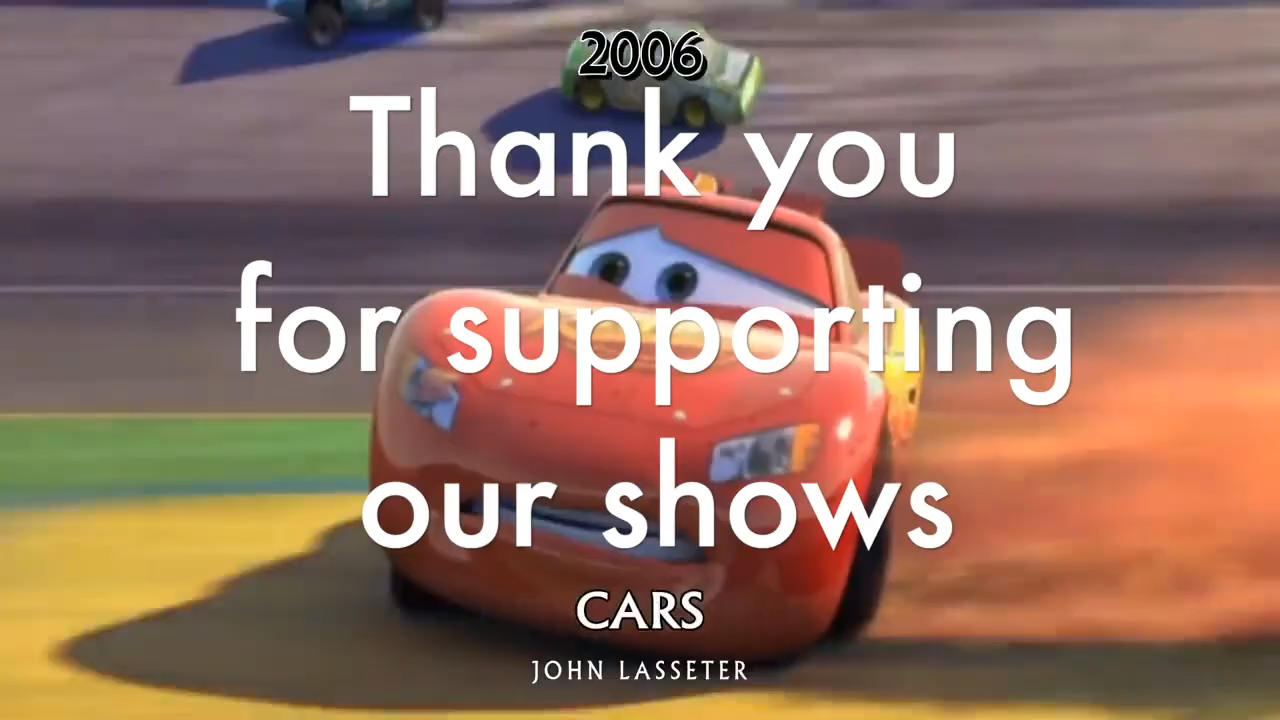 2006
Thank you
for supporting
our shows
CARS
JOHN LASSETER